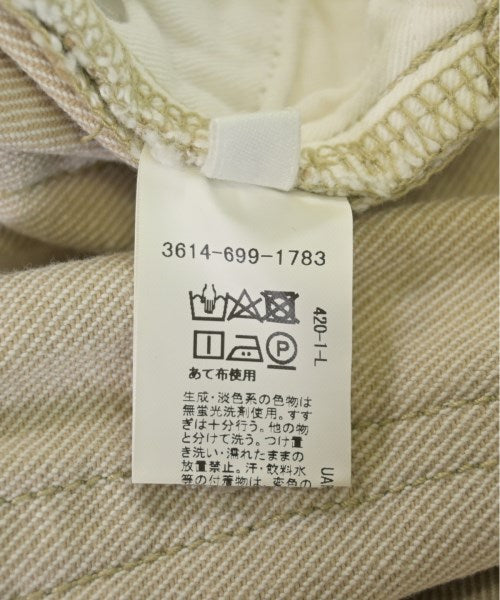 3614-699-1783
420-1-L
P
あて布使用
生成・淡色系の色物は
無蛍光洗剤使用。すす
ぎは十分行う。他の物
と分けて洗う。つけ置
き洗い・濡れたままの
放置禁止。汗・飲料水
等の付着物は、変色の